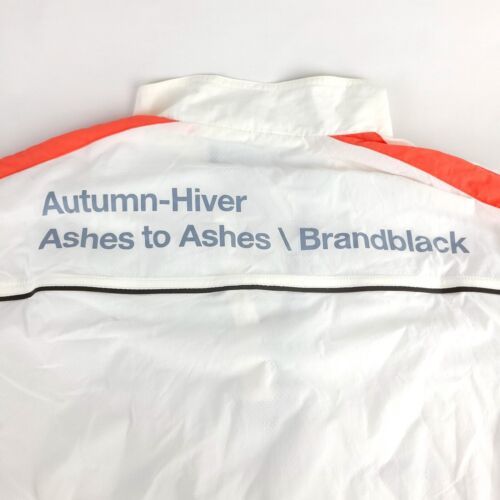 Autumn-Hiver
Ashes to Ashes \ Brandblack